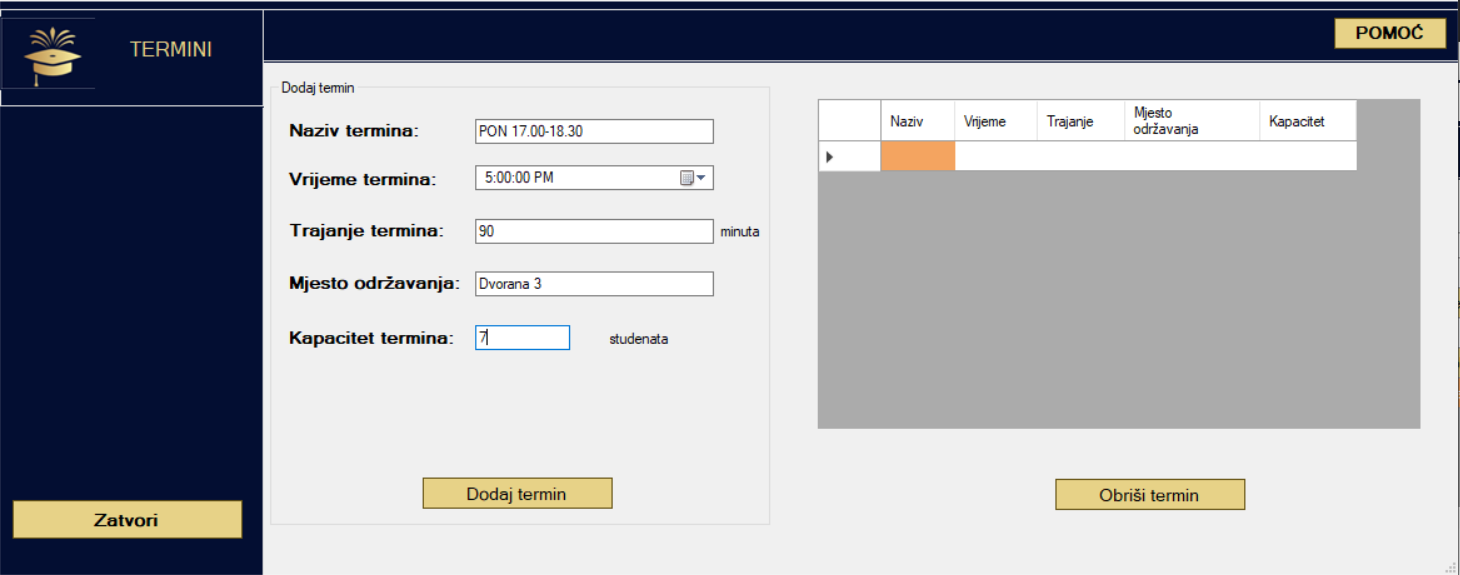 TERMINI
POMOĆ
Dodaj termin
Naziv termina: PON 17.00-18.30
Vrijeme termina: 5:00:00 PM
Trajanje termina: 90 minuta
Mjesto održavanja: Dvorana 3
Kapacitet termina: 7 studenata
Dodaj termin
Naziv Vrijeme Trajanje Mjesto održavanja Kapacitet
Obriši termin
Zatvori